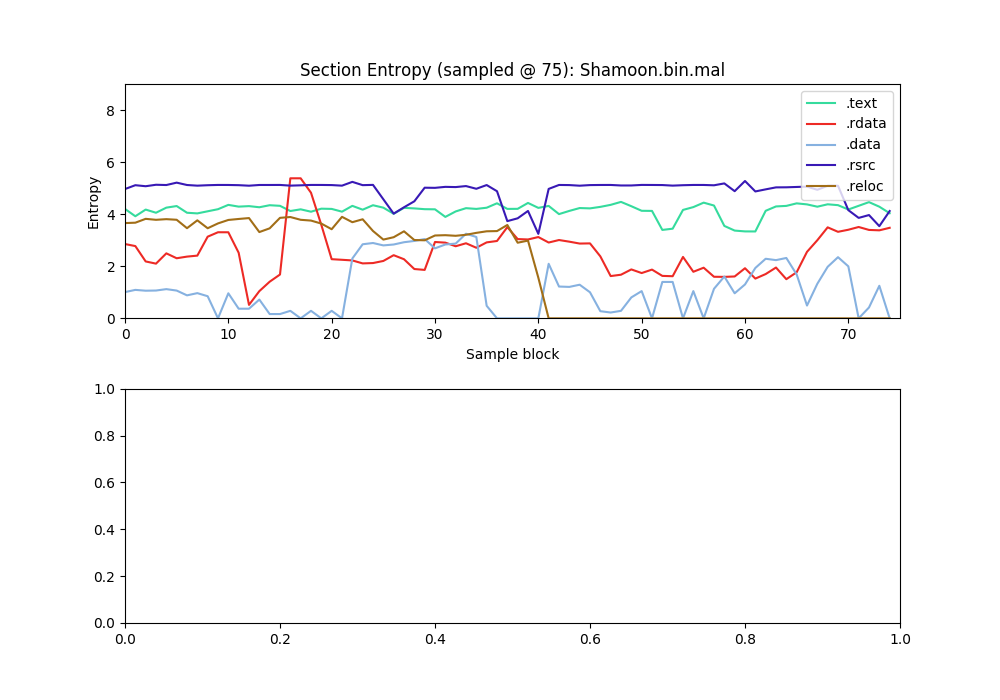 Section Entropy (sampled @ 75): Shamoon.bin.mal
8
6
4
2
0
Entropy
.text
.rdata
.data
.rsrc
.reloc
0 10 20 30 40 50 60 70
Sample block
1.0
0.8
0.6
0.4
0.2
0.0
0.0 0.2 0.4 0.6 0.8 1.0